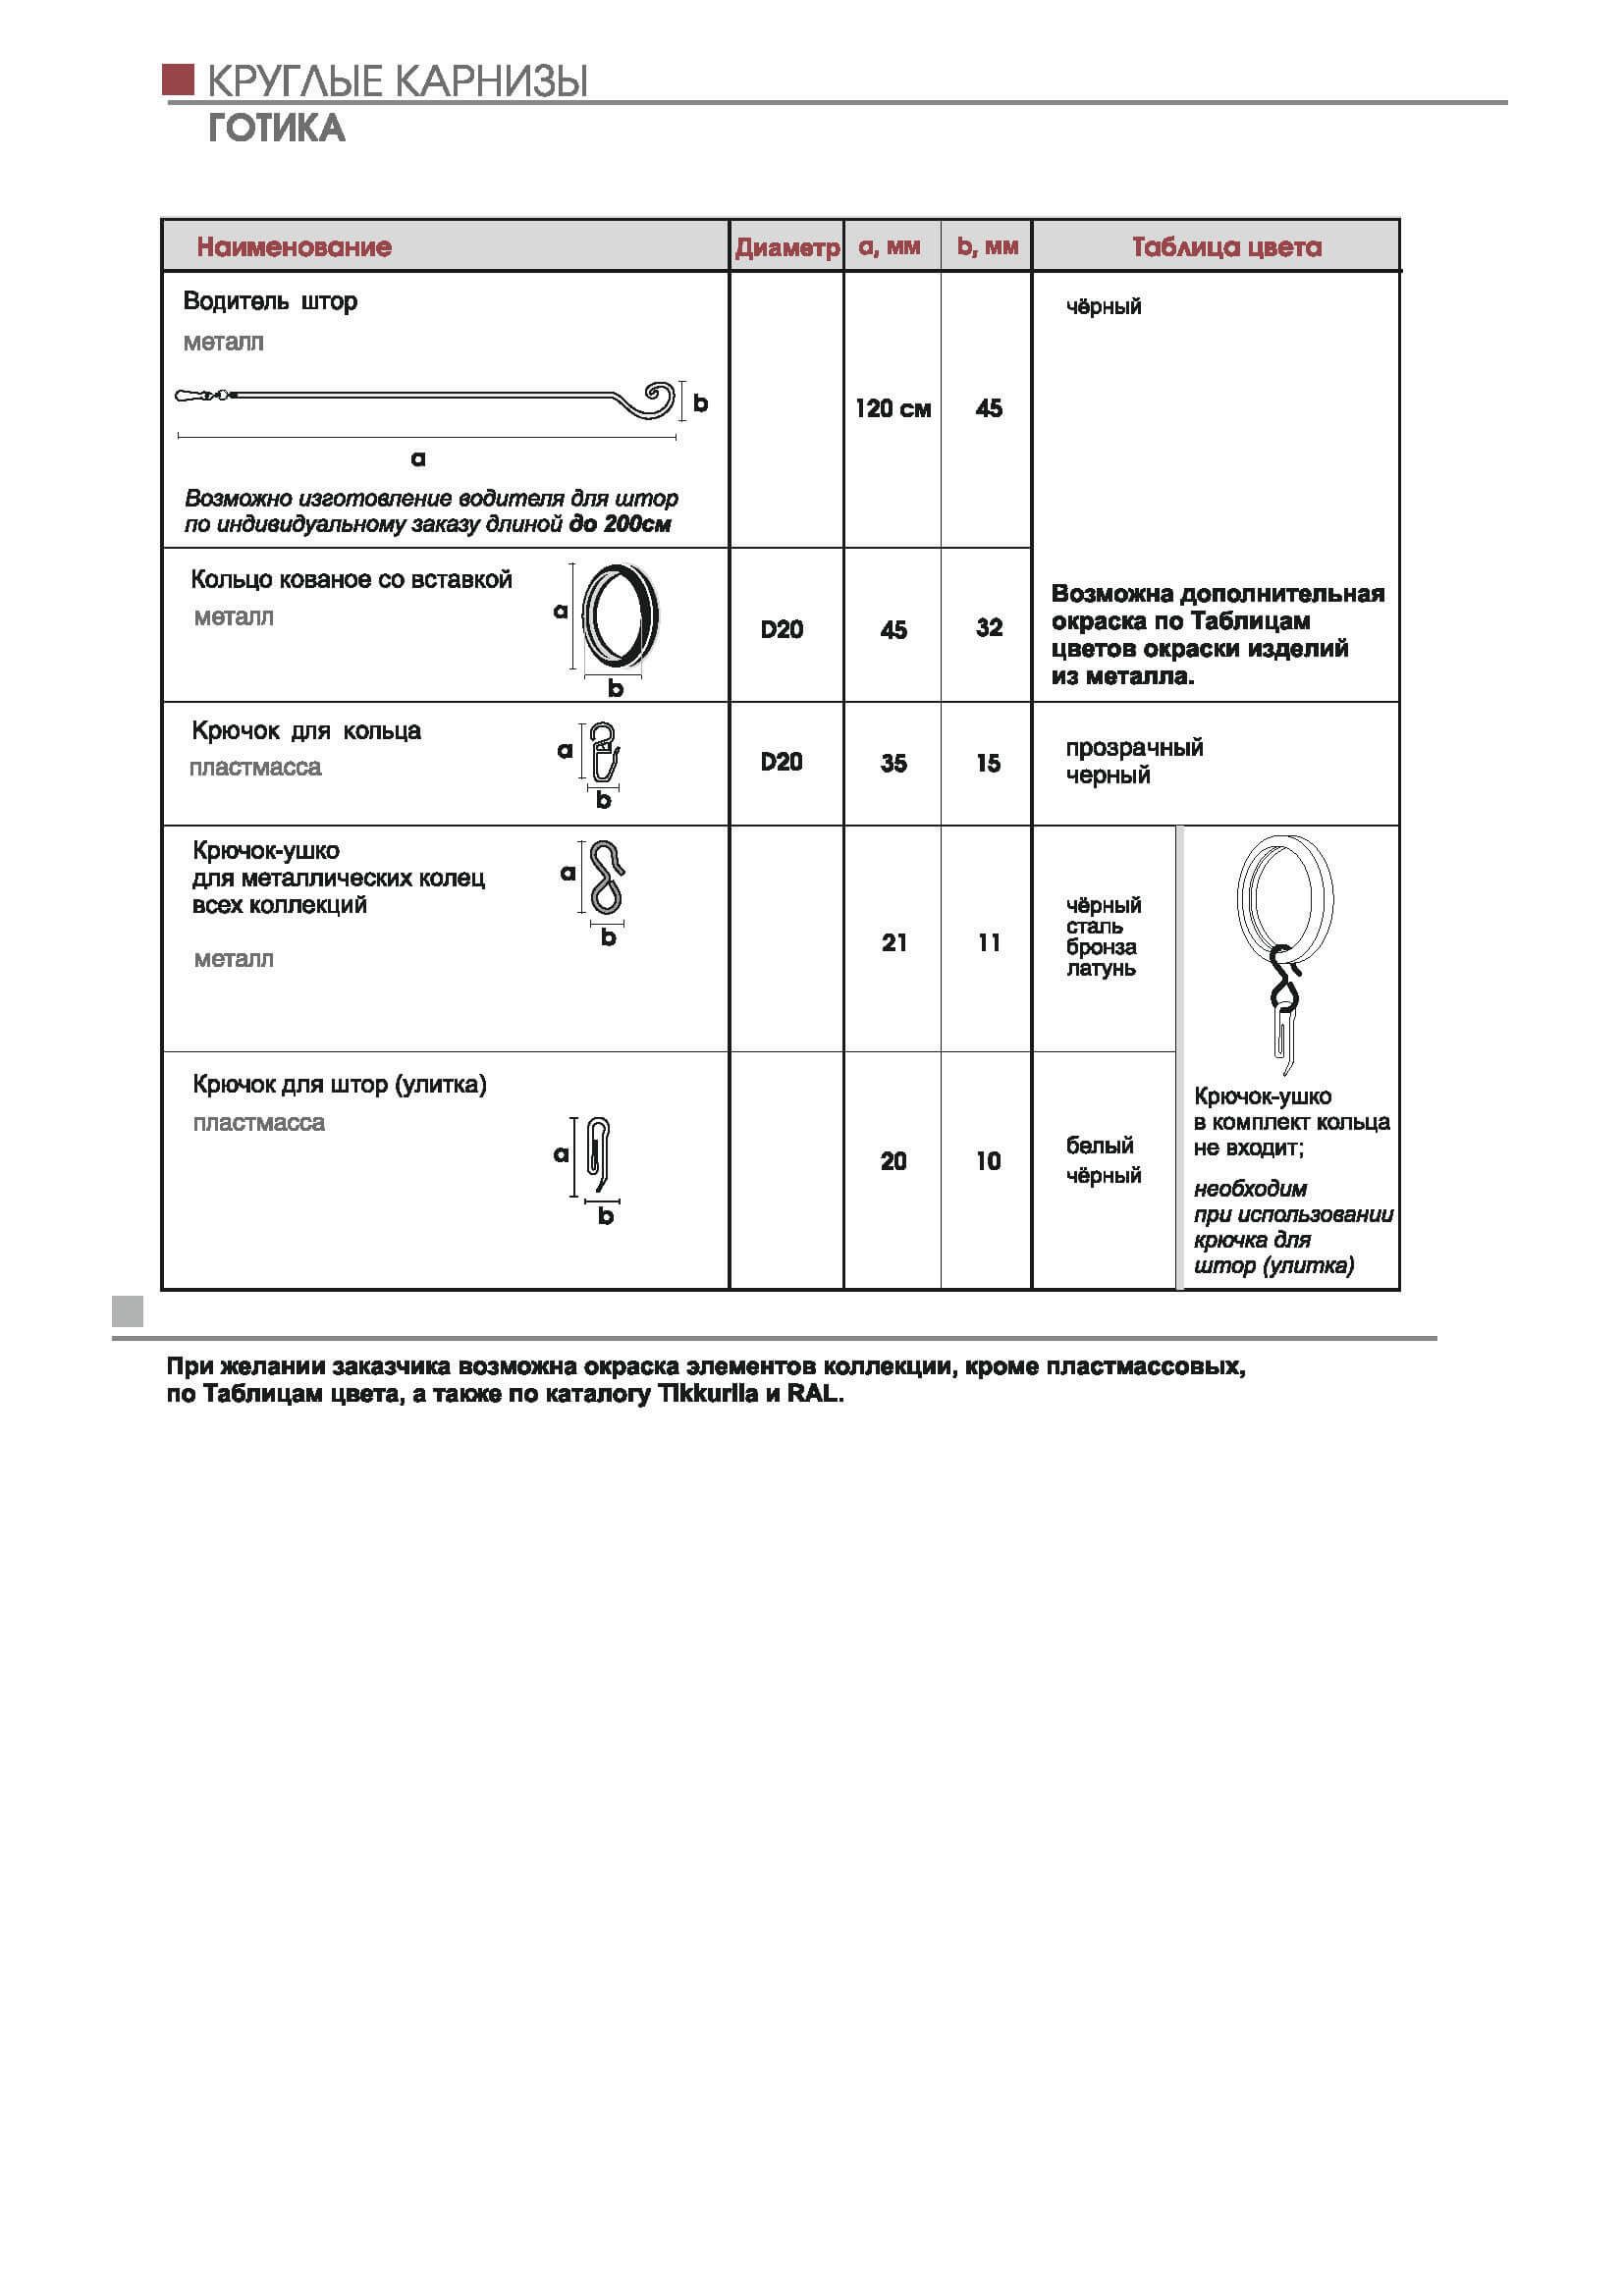 КРУГЛЫЕ КАРНИЗЫ
ГОТИКА
Наименование Диаметр a, мм b, мм Таблица цвета
Водитель штор
металл
b
a
Возможно изготовление водителя для штор
по индивидуальному заказу длиной до 200см
120 см 45
чёрный
Кольцо кованое со вставкой
металл
a
b
D20 45 32
Возможна дополнительная
окраска по Таблицам
цветов окраски изделий
из металла.
Крючок для кольца
пластмасса
a
b
D20 35 15
прозрачный
черный
Крючок-ушко
для металлических колец
всех коллекций
металл
a
b
21 11
чёрный
сталь
бронза
латунь
Крючок для штор (улитка)
пластмасса
a
b
20 10
белый
чёрный
Крючок-ушко
в комплект кольца
не входит;
необходим
при использовании
крючка для
штор (улитка)
При желании заказчика возможна окраска элементов коллекции, кроме пластмассовых,
по Таблицам цвета, а также по каталогу Tikkurila и RAL.